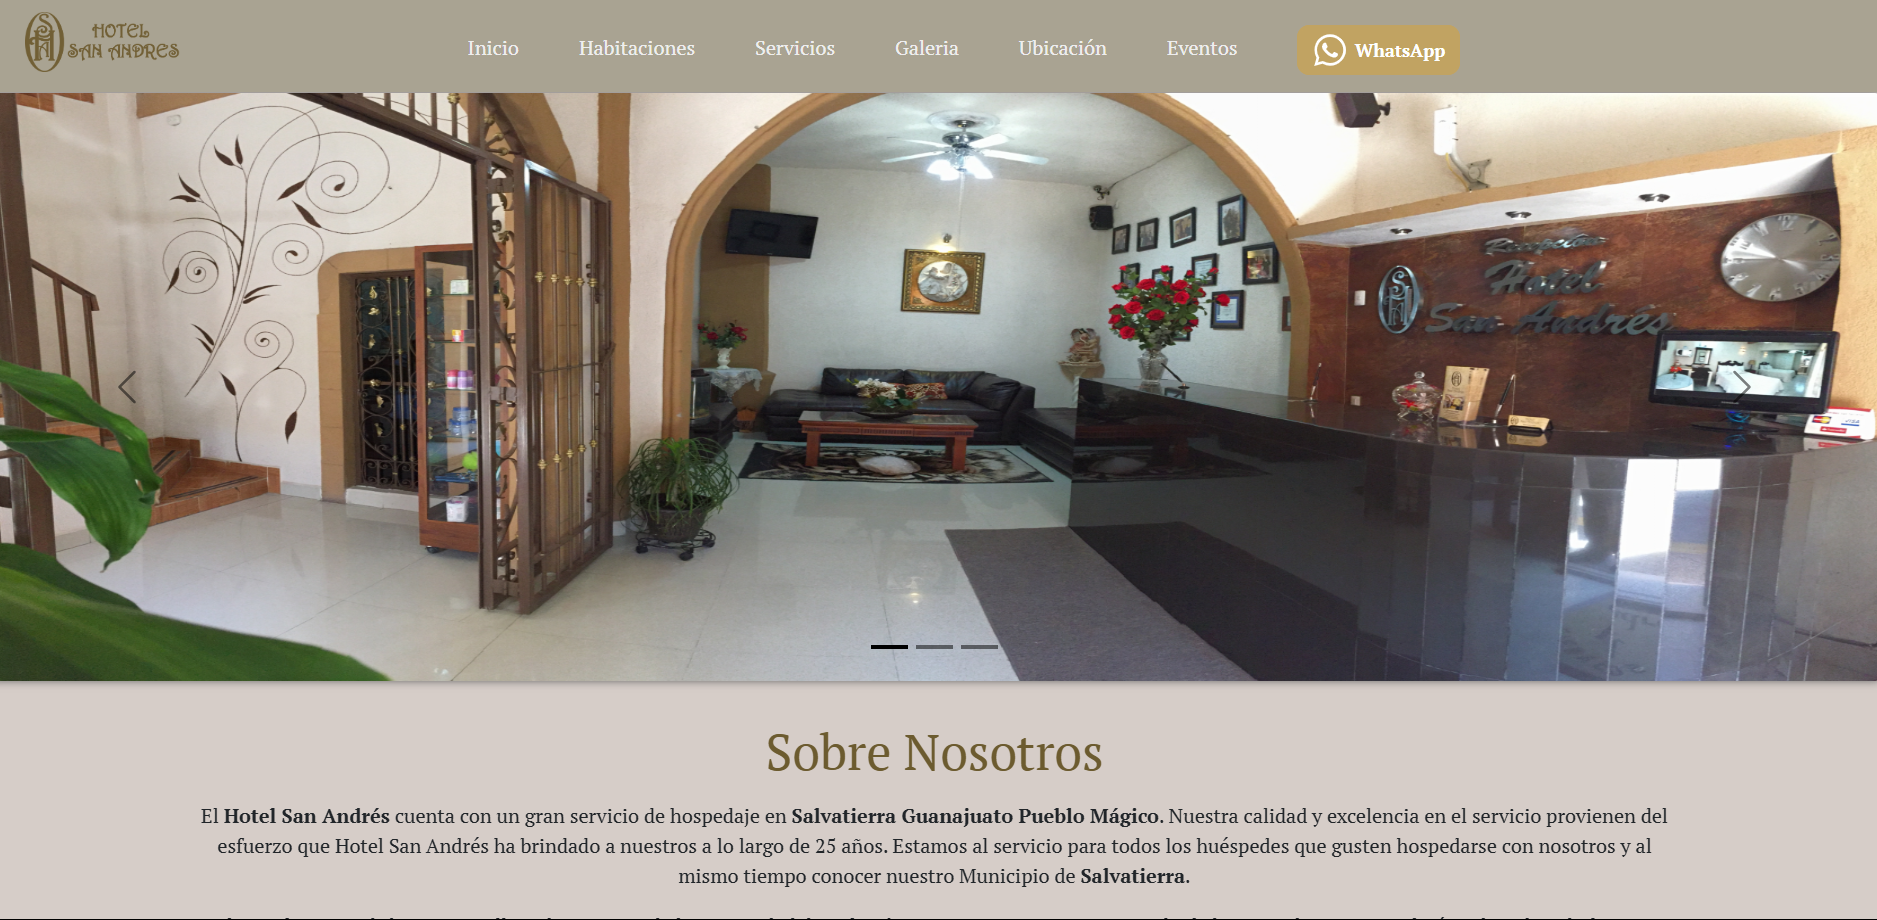 HOTEL
SAN ANDRES
Inicio
Habitaciones
Servicios
Galeria
Ubicación
Eventos
WhatsApp
Recepción
Hotel
San Andrés
VISA
Sobre Nosotros
El Hotel San Andrés cuenta con un gran servicio de hospedaje en Salvatierra Guanajuato Pueblo Mágico. Nuestra calidad y excelencia en el servicio provienen del
esfuerzo que Hotel San Andrés ha brindado a nuestros a lo largo de 25 años. Estamos al servicio para todos los huéspedes que gusten hospedarse con nosotros y al
mismo tiempo conocer nuestro Municipio de Salvatierra.